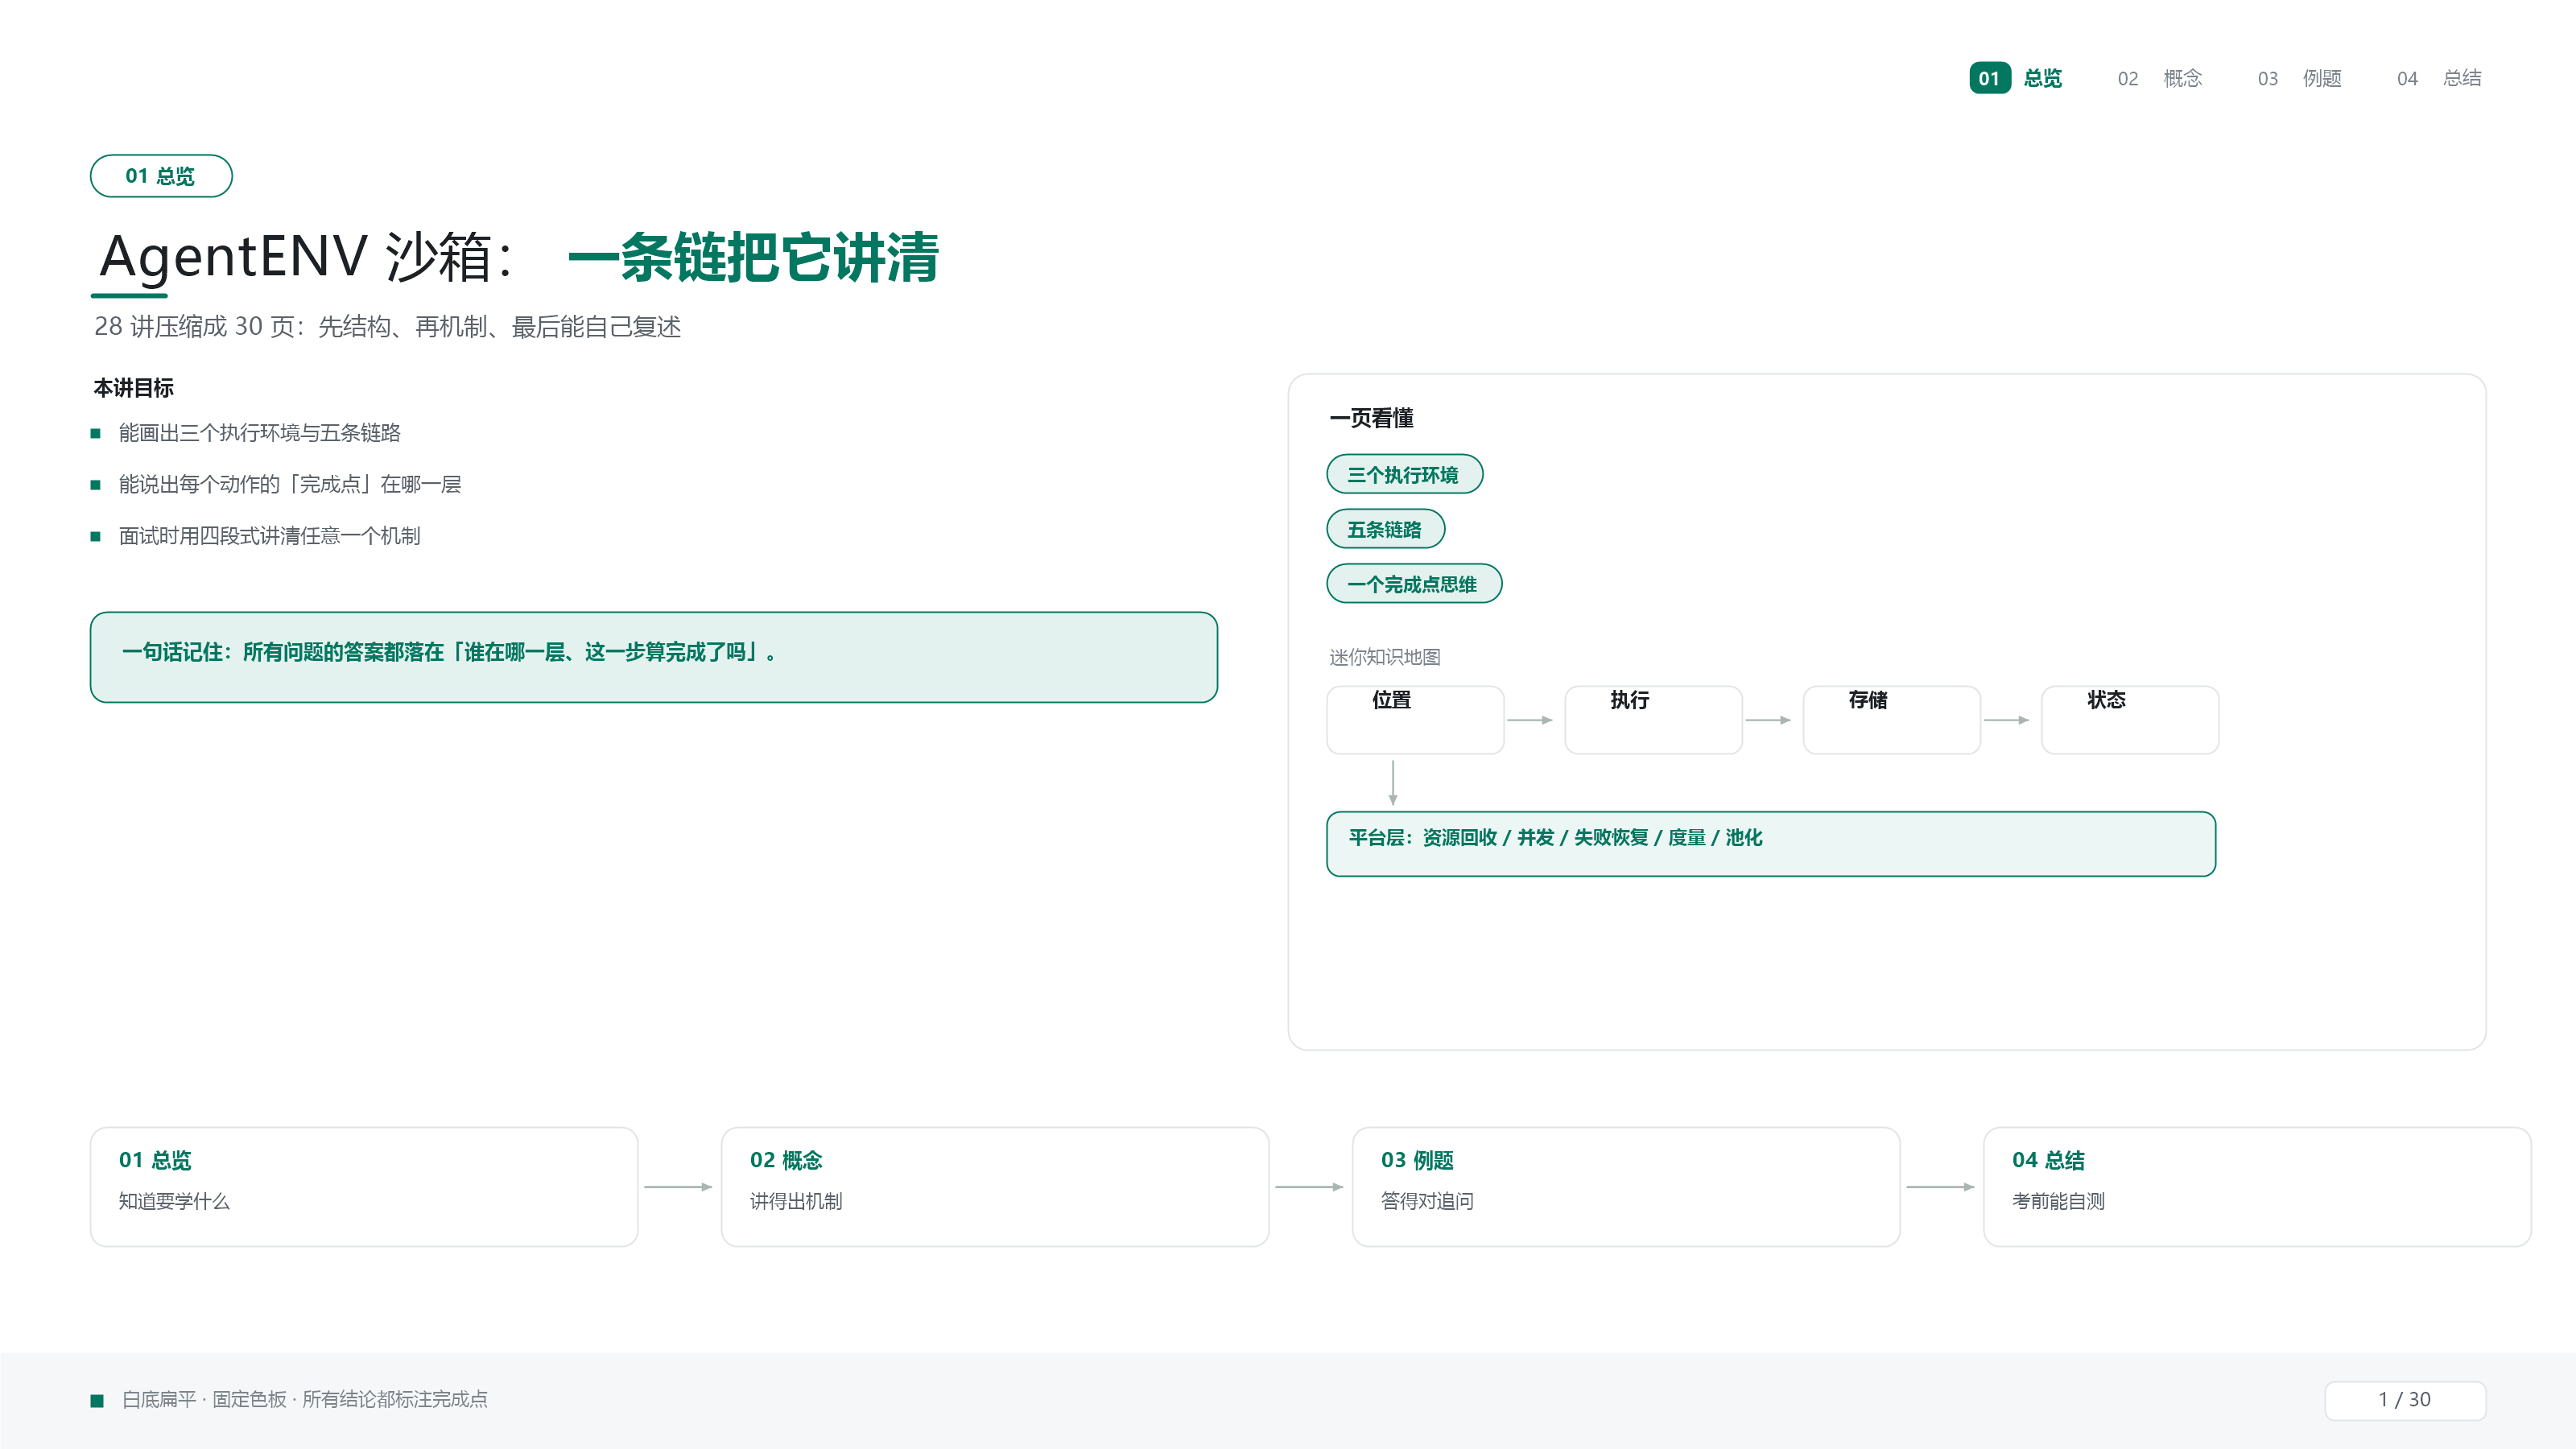 01 总览 02 概念 03 例题 04 总结
01 总览
AgentENV 沙箱： 一条链把它讲清
28 讲压缩成 30 页：先结构、再机制、最后能自己复述
本讲目标
能画出三个执行环境与五条链路
能说出每个动作的「完成点」在哪一层
面试时用四段式讲清任意一个机制
一句话记住：所有问题的答案都落在「谁在哪一层、这一步算完成了吗」。
一页看懂
三个执行环境
五条链路
一个完成点思维
迷你知识地图
位置 执行 存储 状态
平台层：资源回收 / 并发 / 失败恢复 / 度量 / 池化
01 总览
知道要学什么
02 概念
讲得出机制
03 例题
答得对追问
04 总结
考前能自测
白底扁平 · 固定色板 · 所有结论都标注完成点
1 / 30